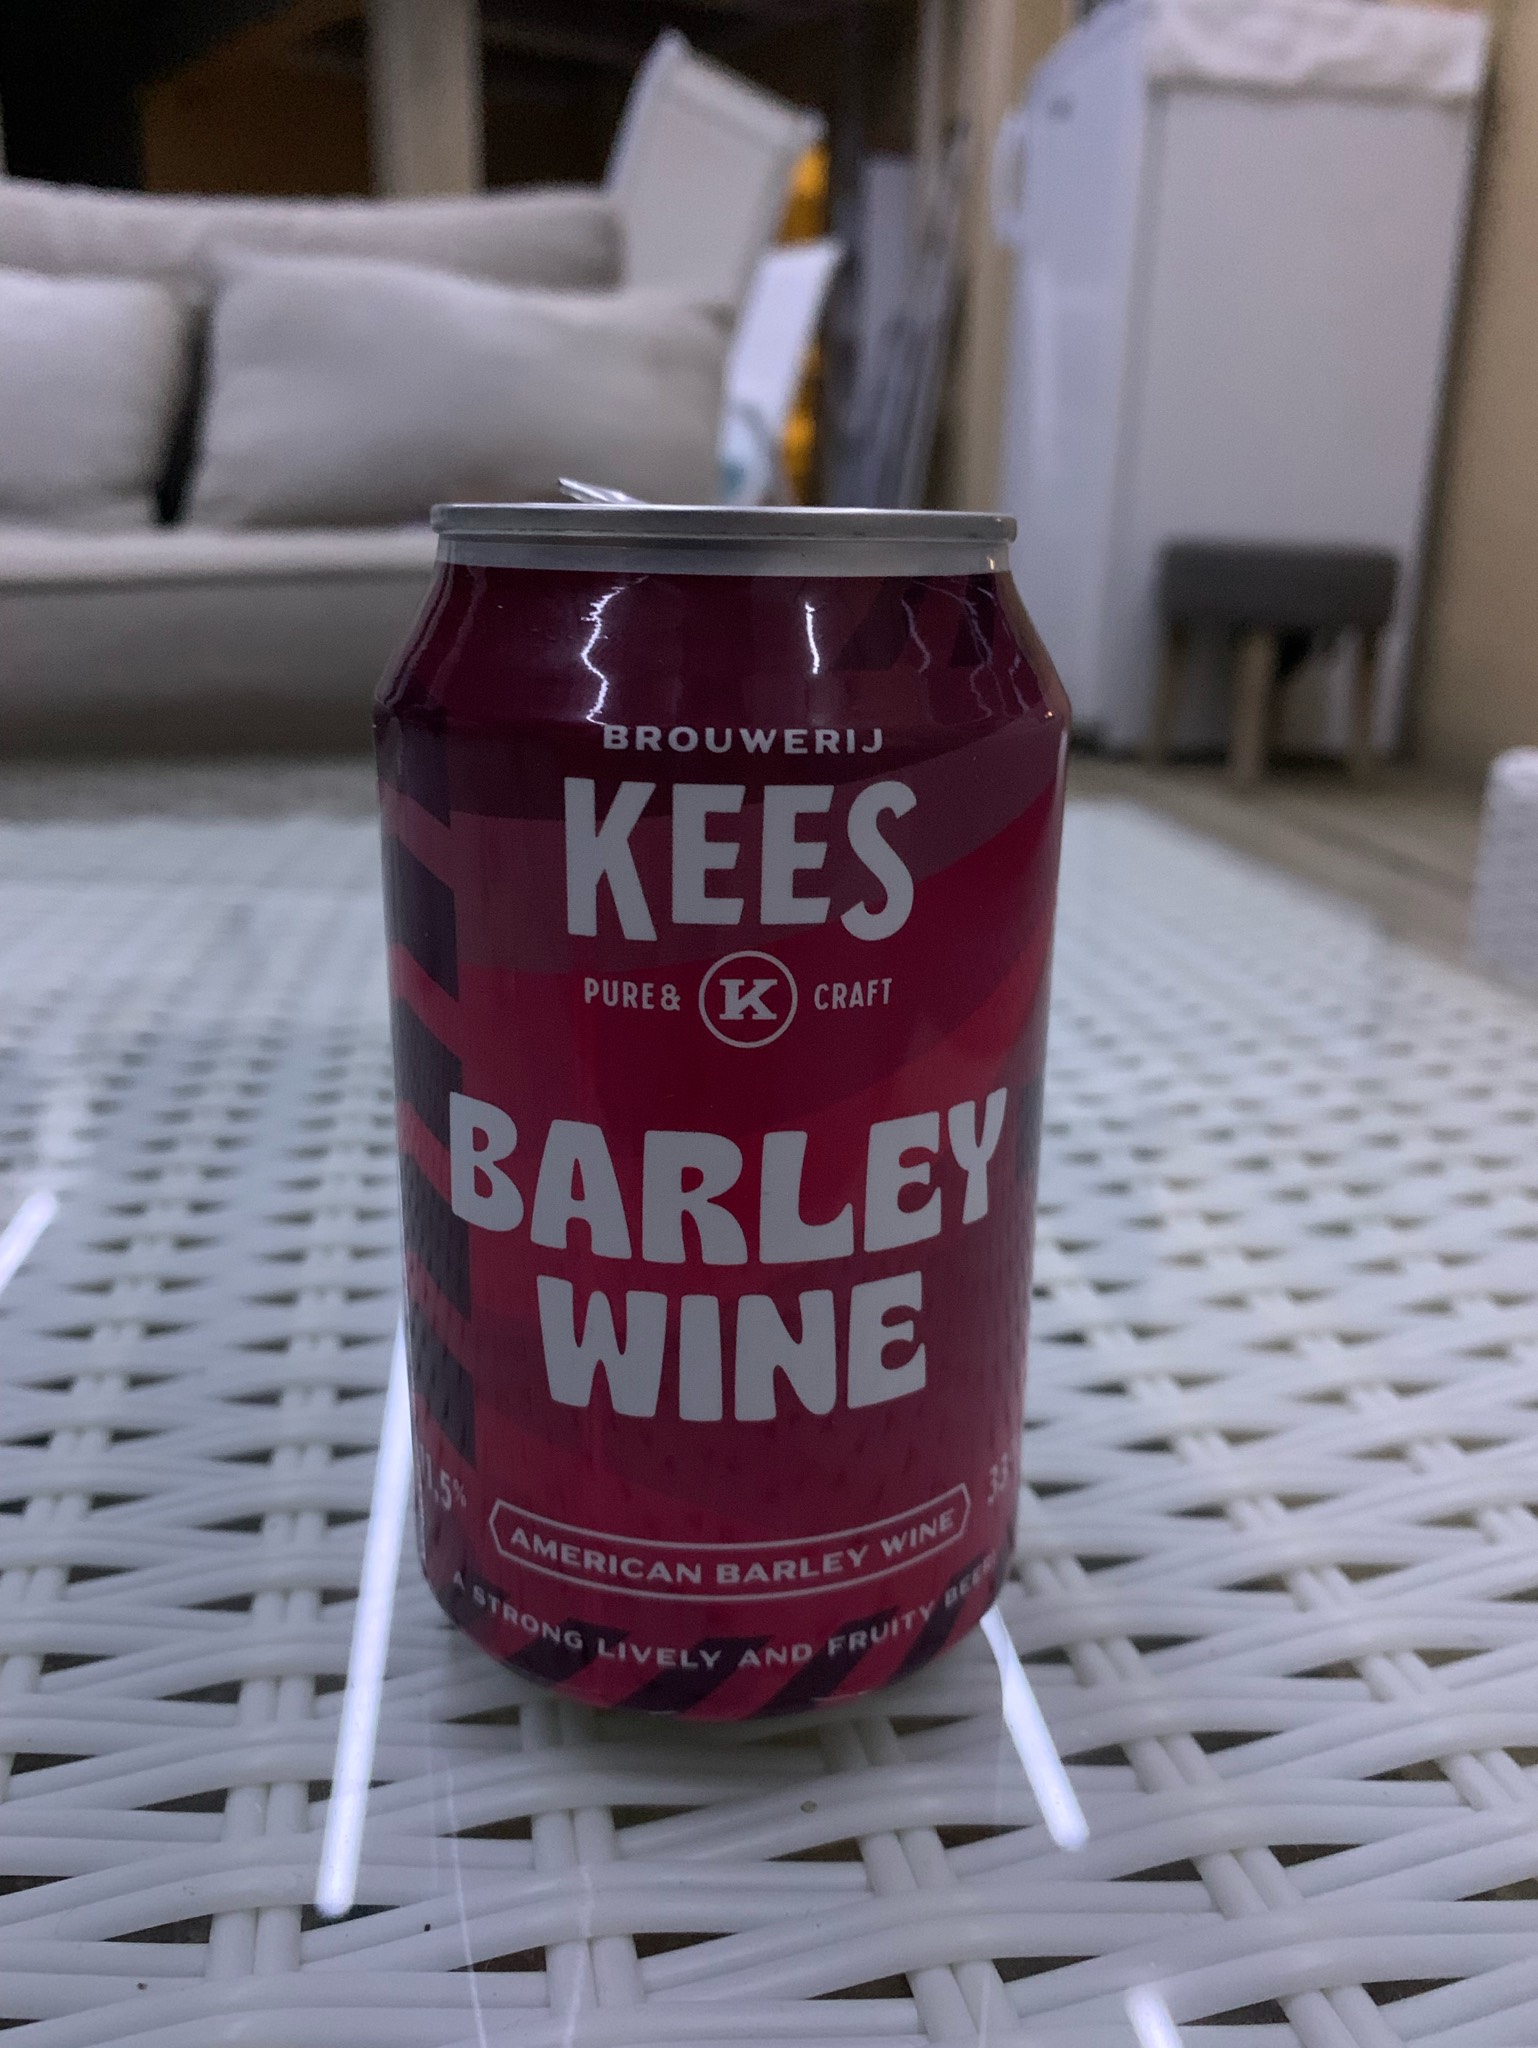 BROUWERIJ
KEES
PURE & K CRAFT
BARLEY
WINE
AMERICAN BARLEY WINE
A STRONG LIVELY AND FRUITY BEER